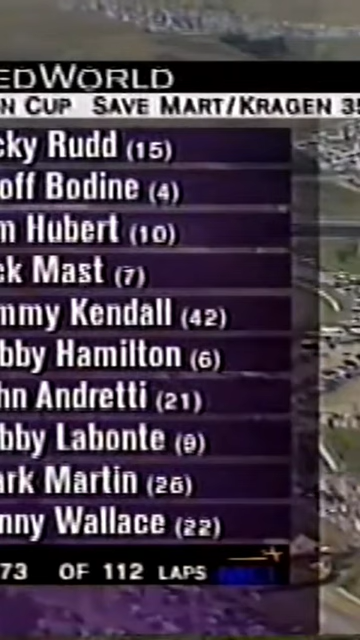 EDWORLD
N CUP SAVE MART/KRAGEN 35
cky Rudd (15)
off Bodine (4)
m Hubert (10)
ck Mast (7)
mmy Kendall (42)
bby Hamilton (6)
hn Andretti (21)
bby Labonte (9)
ark Martin (26)
nny Wallace (22)
73 OF 112 LAPS